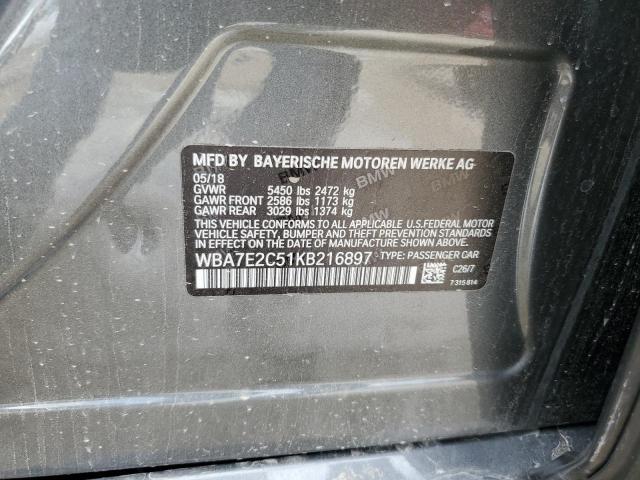 MFD BY BAYERISCHE MOTOREN WERKE AG
05/18
GVWR 5450 lbs 2472 kg
GAWR FRONT 2586 lbs 1173 kg
GAWR REAR 3029 lbs 1374 kg
THIS VEHICLE CONFORMS TO ALL APPLICABLE U.S.FEDERAL MOTOR
VEHICLE SAFETY, BUMPER AND THEFT PREVENTION STANDARDS
IN EFFECT ON THE DATE OF MANUFACTURE SHOWN ABOVE.
WBA7E2C51KB216897 TYPE: PASSENGER CAR
C26/7
7315814